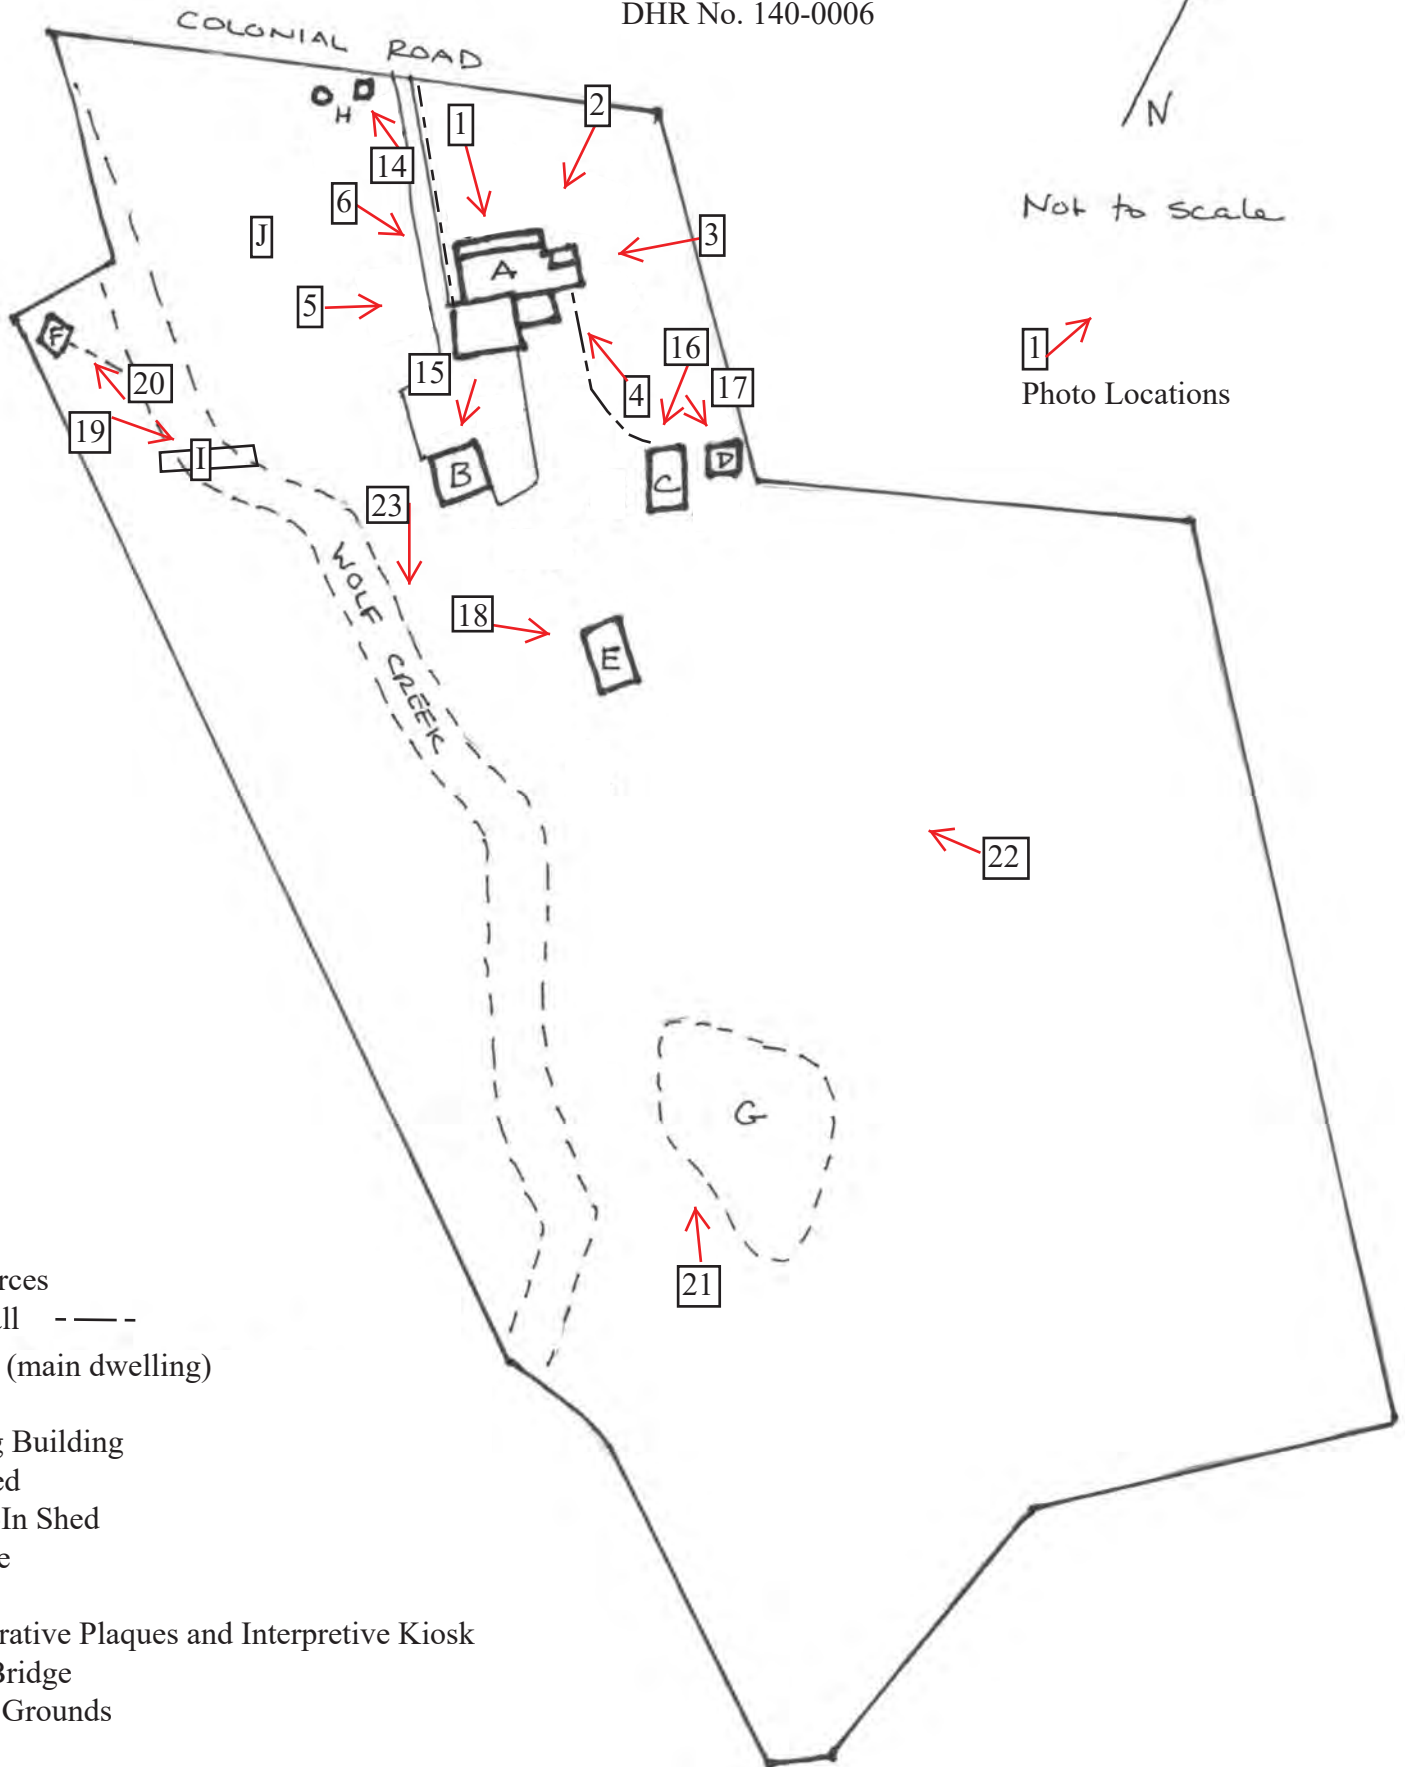 DHR No. 140-0006
COLONIAL ROAD
N
H
1
2
14
6
J
3
Not to scale
A
5
1
Photo Locations
F
15
16
17
20
4
19
I
B
C
D
23
WOLF CREEK
18
E
22
G
21
rces
all
(main dwelling)
g Building
ed
In Shed
e
rative Plaques and Interpretive Kiosk
Bridge
Grounds